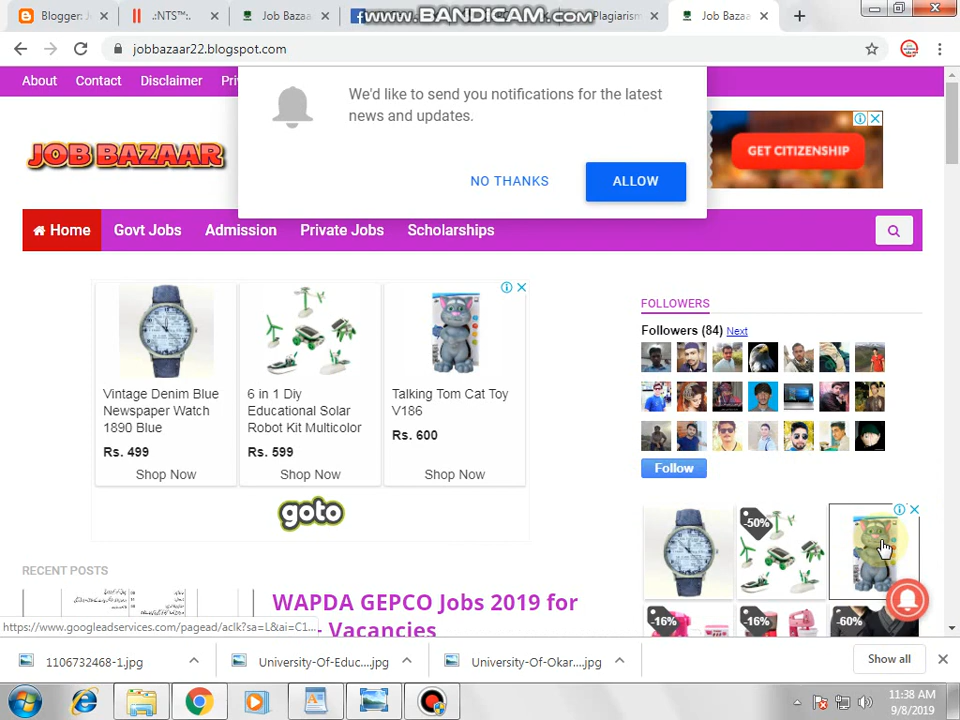 Blogger: J
.:NTS™:.
Job Bazaa
Plagiarism
Job Bazaa
www.BANDICAM.com
jobbazaar22.blogspot.com
About Contact Disclaimer Pri
We'd like to send you notifications for the latest
news and updates.
NO THANKS ALLOW
JOB BAZAAR
GET CITIZENSHIP
Home Govt Jobs Admission Private Jobs Scholarships
Vintage Denim Blue
Newspaper Watch
1890 Blue
Rs. 499
Shop Now
6 in 1 Diy
Educational Solar
Robot Kit Multicolor
Rs. 599
Shop Now
Talking Tom Cat Toy
V186
Rs. 600
Shop Now
goto
FOLLOWERS
Followers (84) Next
Follow
-50%
-16%
-16%
-60%
RECENT POSTS
WAPDA GEPCO Jobs 2019 for
Vacancies
https://www.googleadservices.com/pagead/aclk?sa=L&ai=C1...
1106732468-1.jpg
University-Of-Educ....jpg
University-Of-Okar....jpg
Show all
11:38 AM
9/8/2019